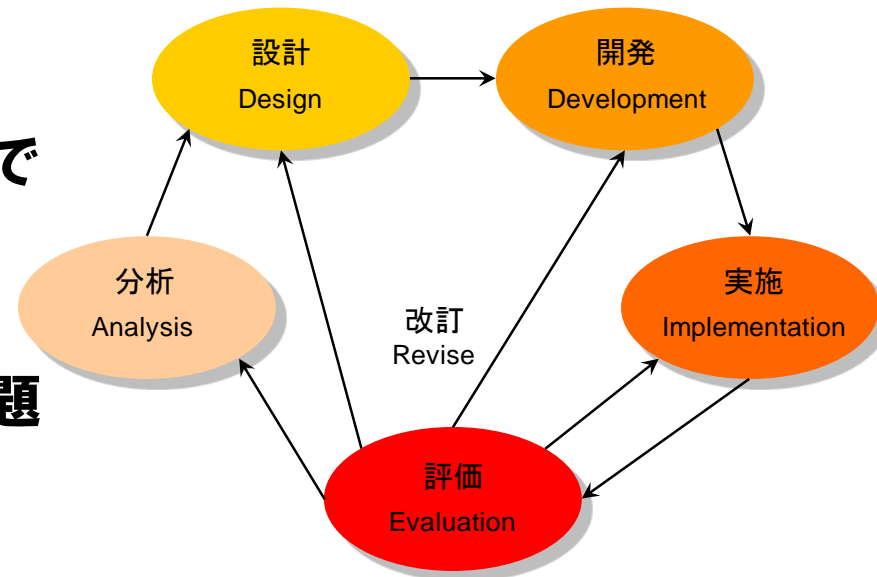 設計
Design
開発
Development
で
分析
Analysis
実施
Implementation
改訂
Revise
題
評価
Evaluation